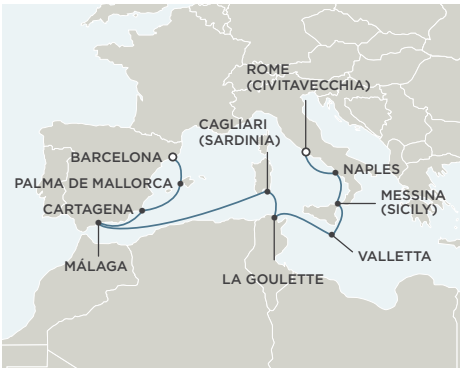 ROME
(CIVITAVECCHIA)
CAGLIARI
(SARDINIA)
BARCELONA
NAPLES
PALMA DE MALLORCA
MESSINA
(SICILY)
CARTAGENA
VALLETTA
MÁLAGA
LA GOULETTE